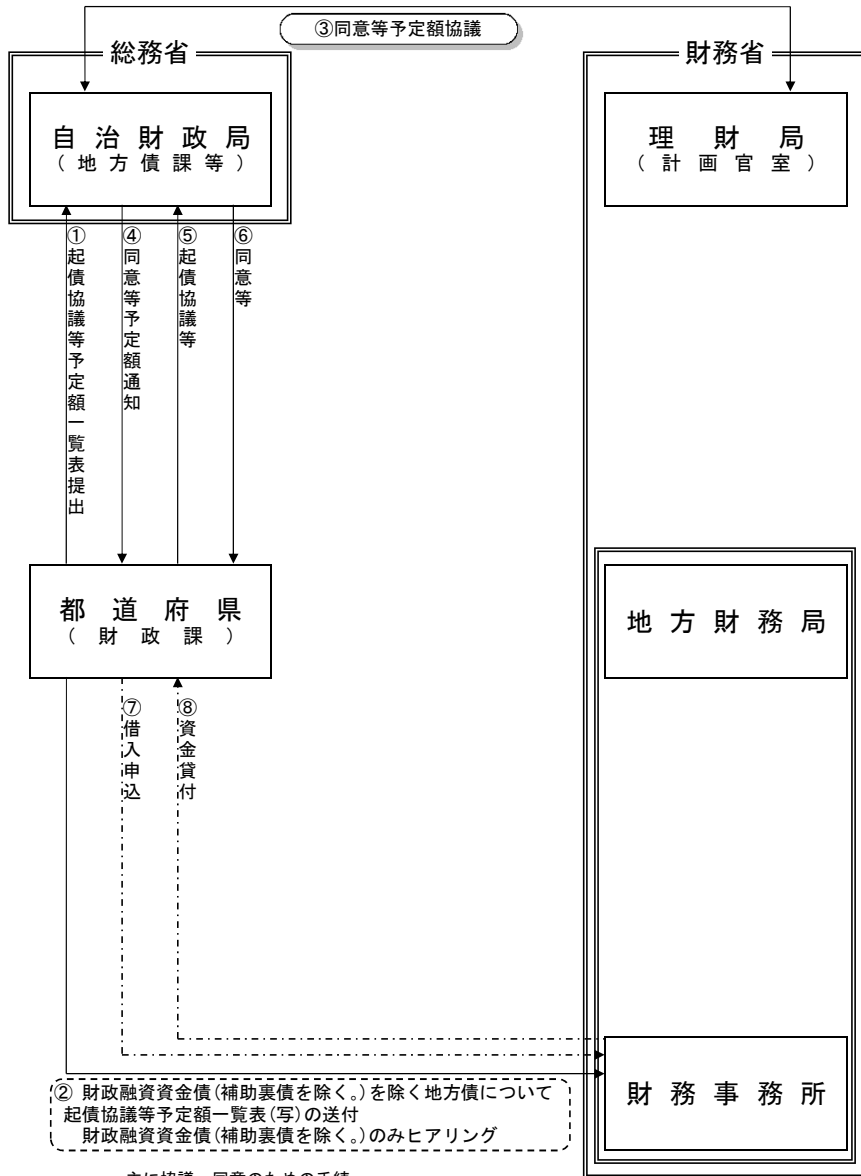 ③同意等予定額協議
総務省
財務省
自治財政局
（地方債課等）
理財局
（計画官室）
①起債協議等予定額一覧表提出
④同意等予定額通知
⑤起債協議等
⑥同意等
都道府県
（財政課）
地方財務局
⑦借入申込
⑧資金貸付
② 財政融資資金債（補助裏債を除く。）を除く地方債について
起債協議等予定額一覧表（写）の送付
財政融資資金債（補助裏債を除く。）のみヒアリング
財務事務所